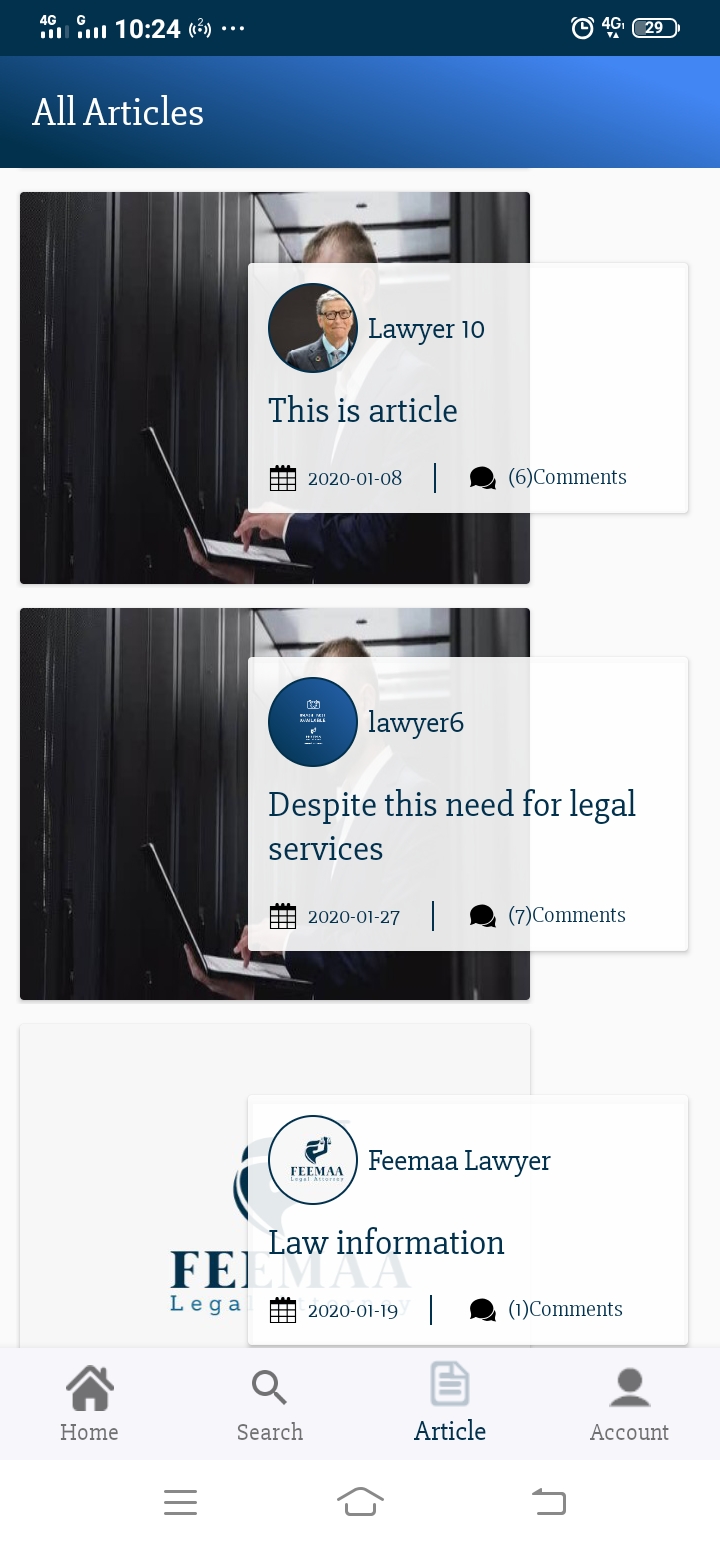 4G G 10:24 2 4G 29
All Articles
Lawyer 10
This is article
2020-01-08 (6)Comments
lawyer6
Despite this need for legal
services
2020-01-27 (7)Comments
FEEMAA
Legal Attorney
Feemaa Lawyer
Law information
FEEMAA
Legal Attorney
2020-01-19 (1)Comments
Home Search Article Account